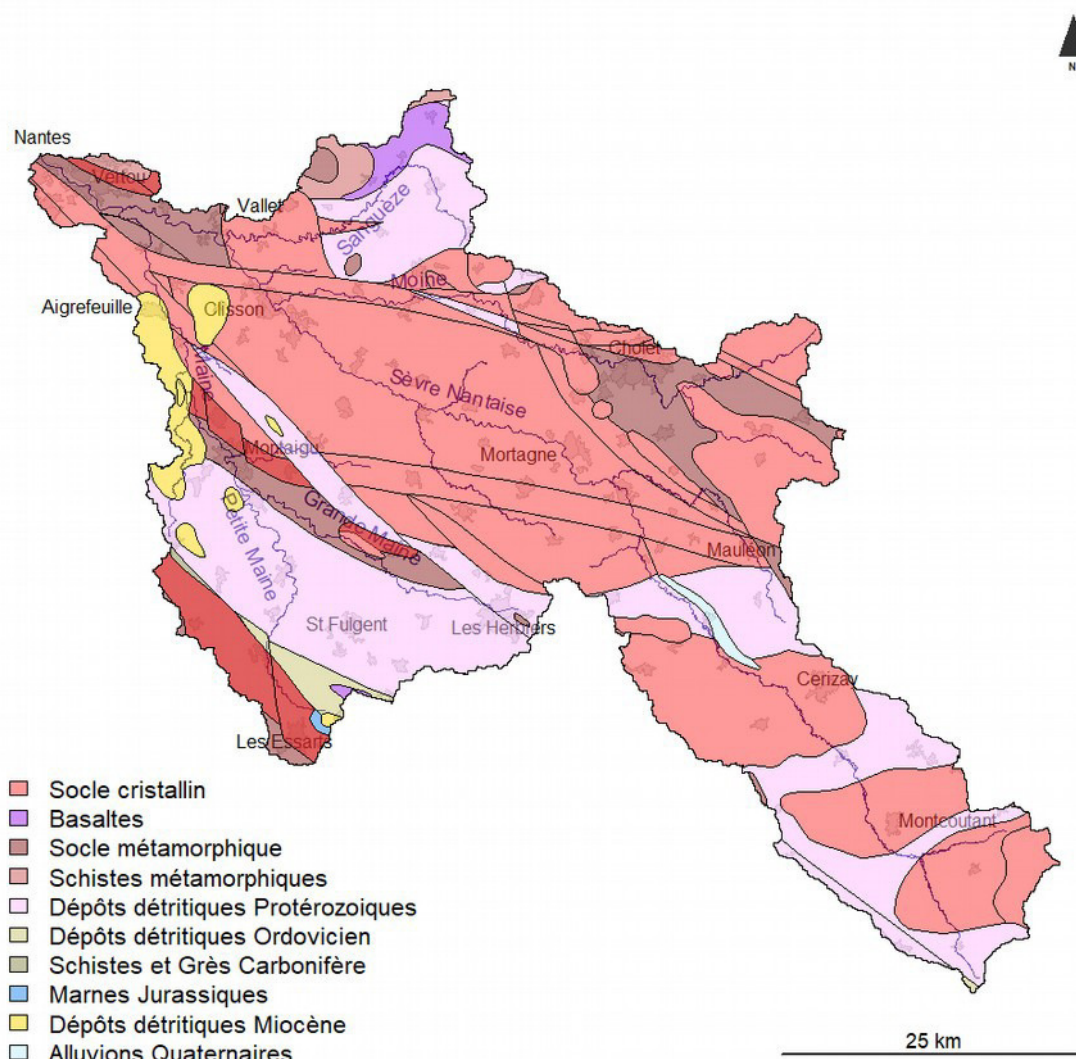 N
Nantes
Vertou
Vallet
Sanguèze
Moine
Aigrefeuille
Clisson
Cholet
Maine
Sèvre Nantaise
Montaigu
Mortagne
Grande Maine
Petite Maine
Mauléon
St Fulgent
Les Herbiers
Cerizay
Les Essarts
Montcoutant
Socle cristallin
Basaltes
Socle métamorphique
Schistes métamorphiques
Dépôts détritiques Protérozoiques
Dépôts détritiques Ordovicien
Schistes et Grès Carbonifère
Marnes Jurassiques
Dépôts détritiques Miocène
Alluvions Quaternaires
25 km